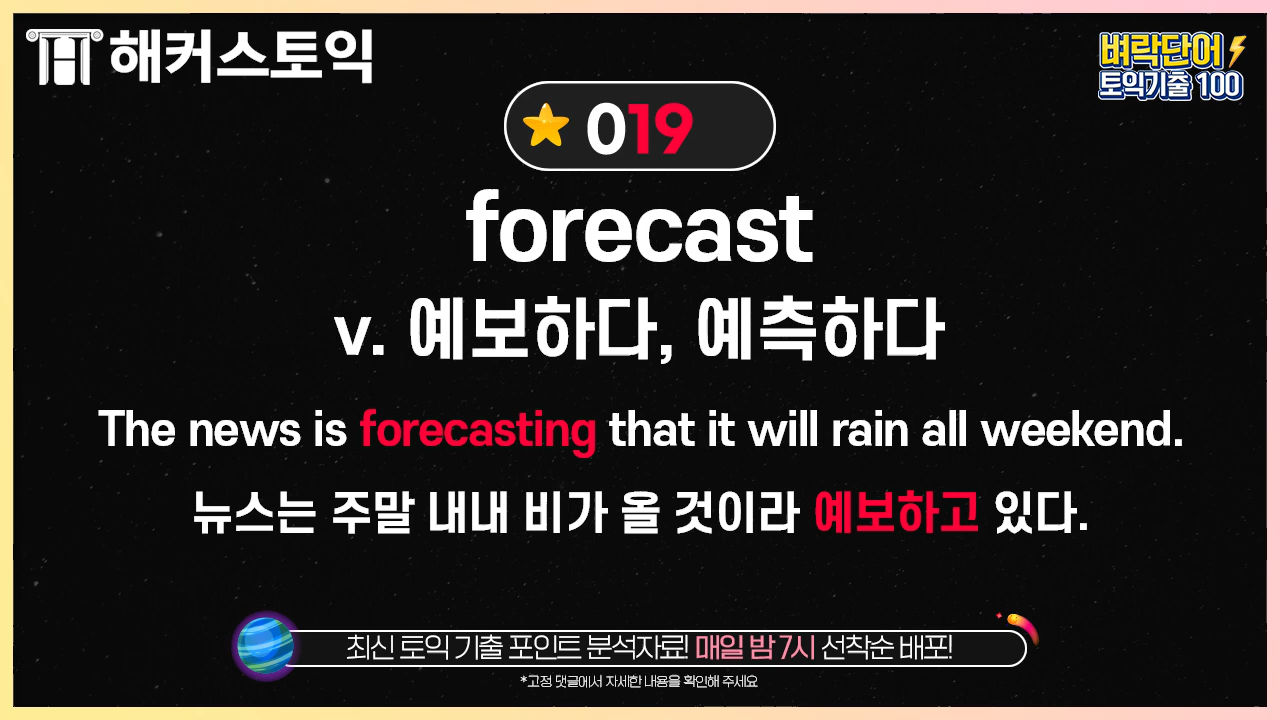 해커스토익
벼락단어
토익기출 100
019
forecast
v. 예보하다, 예측하다
The news is forecasting that it will rain all weekend.
뉴스는 주말 내내 비가 올 것이라 예보하고 있다.
최신 토익 기출 포인트 분석자료! 매일 밤 7시 선착순 배포!
*고정 댓글에서 자세한 내용을 확인해 주세요